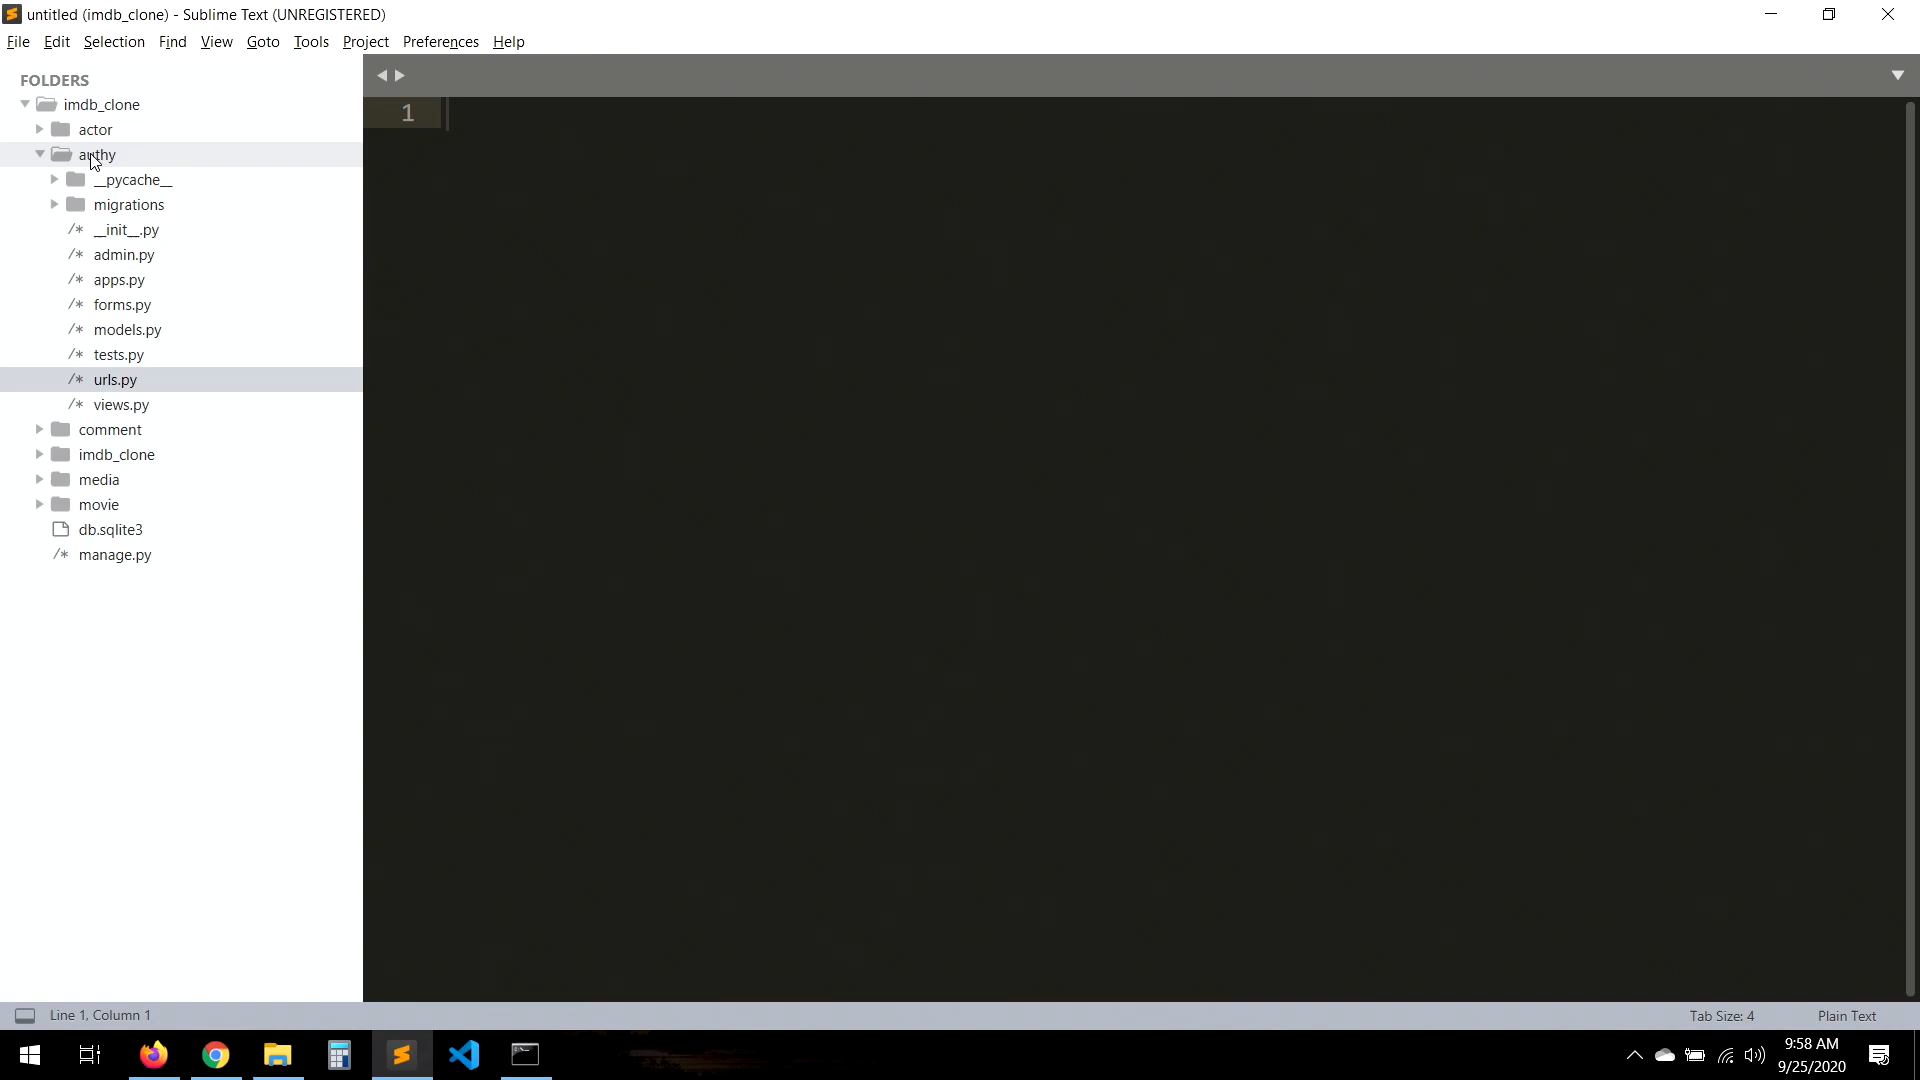 untitled (imdb_clone) - Sublime Text (UNREGISTERED)
File Edit Selection Find View Goto Tools Project Preferences Help
FOLDERS
imdb_clone
actor
1
authy
__pycache__
migrations
/* __init__.py
/* admin.py
/* apps.py
/* forms.py
/* models.py
/* tests.py
/* urls.py
/* views.py
comment
imdb_clone
media
movie
db.sqlite3
/* manage.py
Line 1, Column 1 Tab Size: 4 Plain Text
9:58 AM
9/25/2020